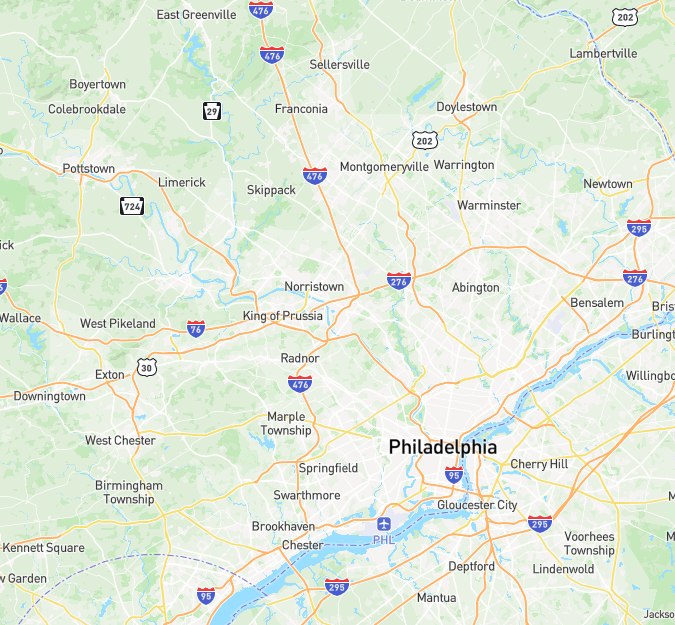 476
East Greenville
202
476
Lambertville
Sellersville
Boyertown
Colebrookdale
29
Franconia
Doylestown
202
Pottstown
Montgomeryville
Warrington
476
Limerick
Skippack
Newtown
724
Warminster
295
276
276
Norristown
Abington
Bensalem
Wallace
West Pikeland
76
King of Prussia
Burlingt
Radnor
30
Exton
476
Willingbo
Downingtown
Marple
Township
West Chester
Philadelphia
Springfield
95
Cherry Hill
Birmingham
Township
Swarthmore
Gloucester City
Brookhaven
PHL
295
Chester
Voorhees
Township
Kennett Square
Deptford
Lindenwold
w Garden
295
95
Mantua
Jackso